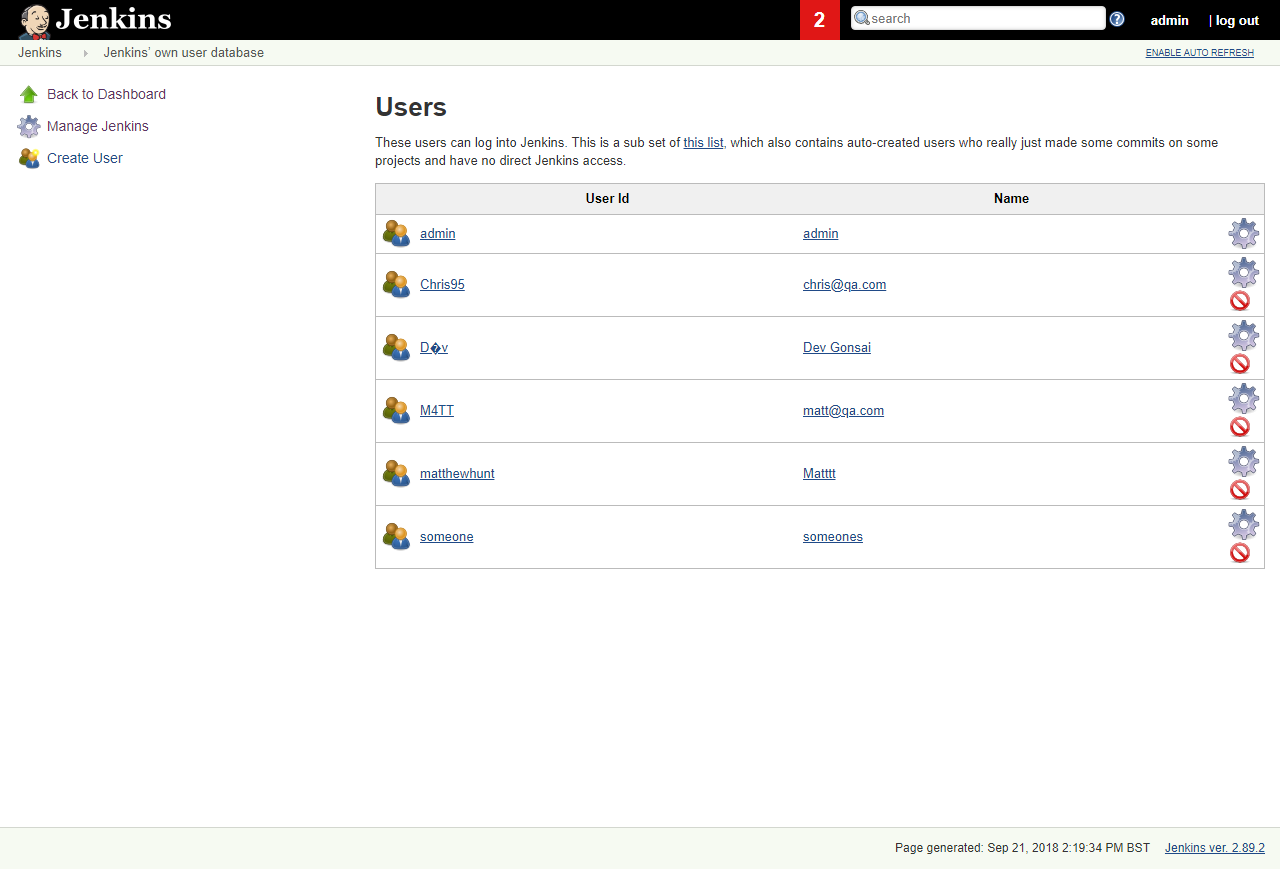 Jenkins
2
search
admin
| log out
Jenkins
Jenkins' own user database
ENABLE AUTO REFRESH
Back to Dashboard
Manage Jenkins
Create User
Users
These users can log into Jenkins. This is a sub set of this list, which also contains auto-created users who really just made some commits on some
projects and have no direct Jenkins access.
User Id Name
admin admin
Chris95 chris@qa.com
D�v Dev Gonsai
M4TT matt@qa.com
matthewhunt Matttt
someone someones
Page generated: Sep 21, 2018 2:19:34 PM BST Jenkins ver. 2.89.2